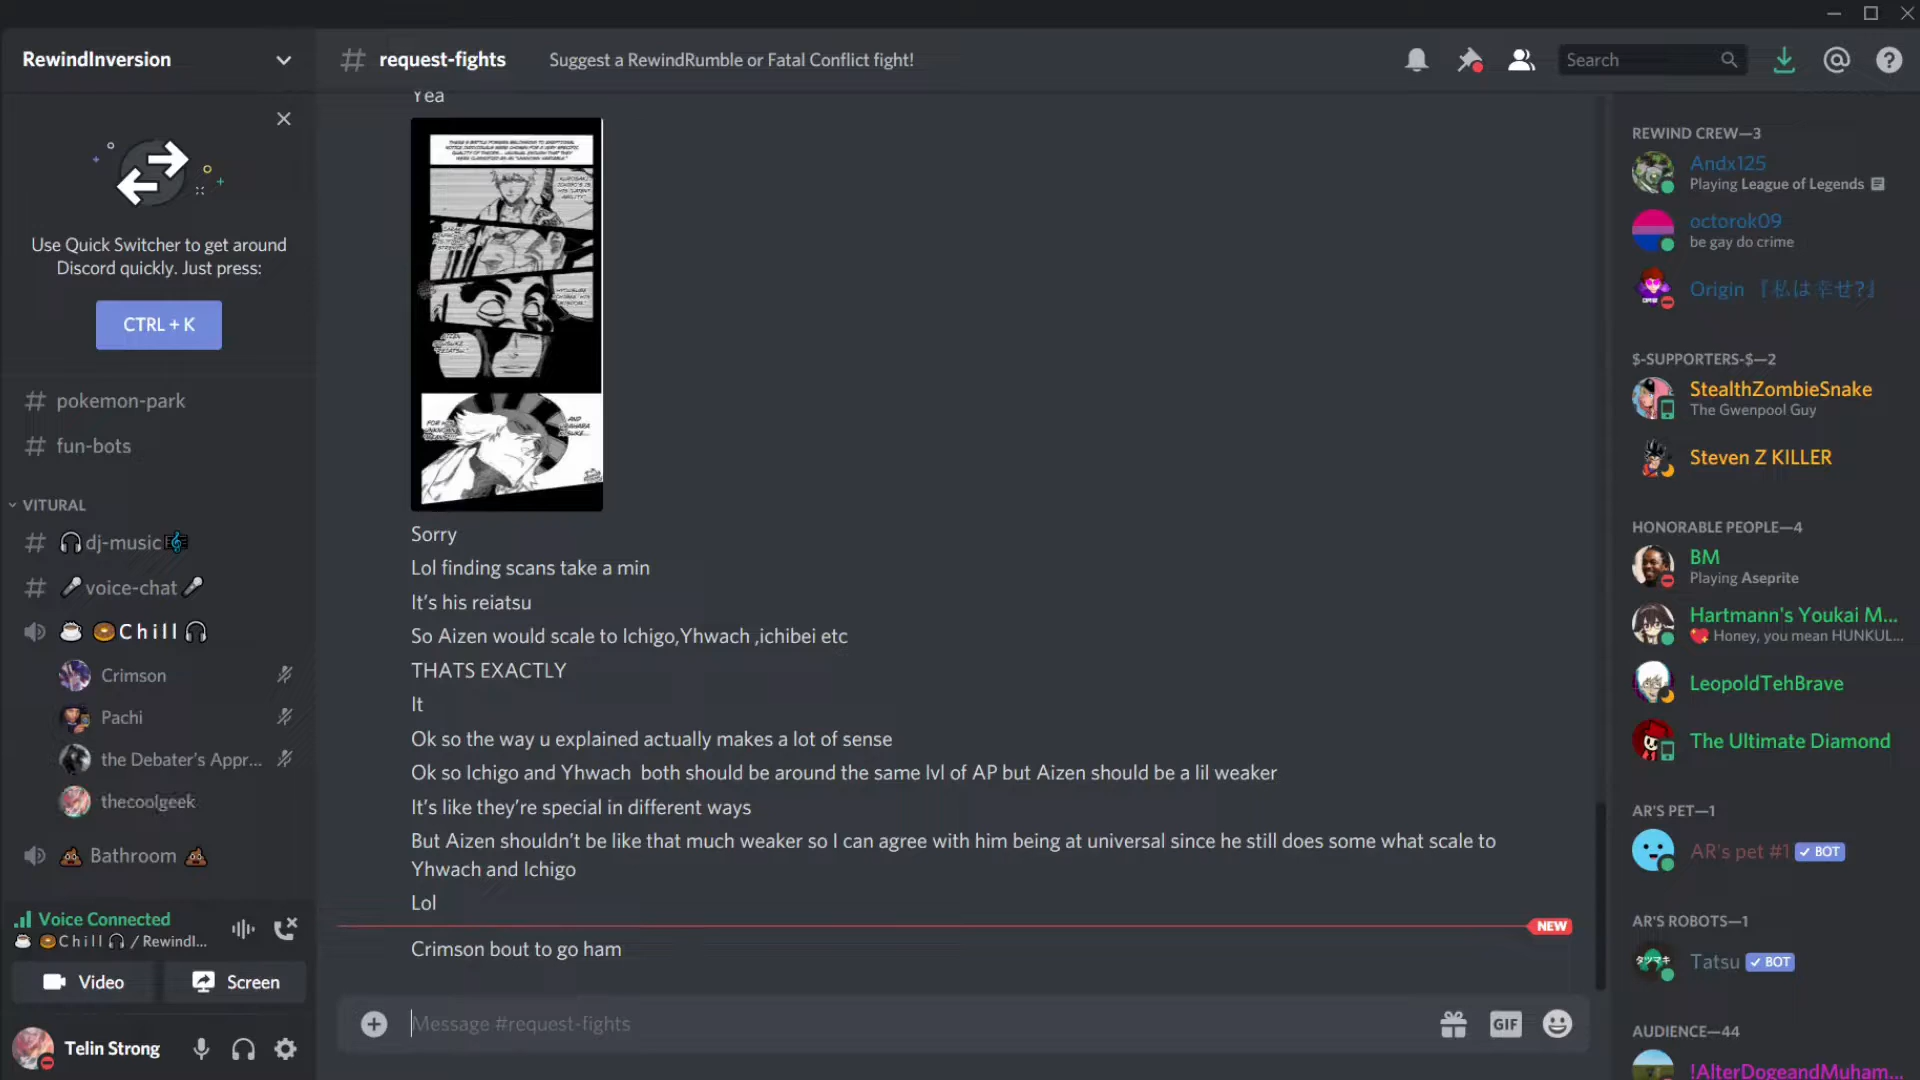 RewindInversion
request-fights
Suggest a RewindRumble or Fatal Conflict fight!
Search
Use Quick Switcher to get around
Discord quickly. Just press:
CTRL + K
pokemon-park
fun-bots
VITURAL
dj-music
voice-chat
Chill
Crimson
Pachi
the Debater's Appr...
thecoolgeek
Bathroom
Voice Connected
Chill / RewindI...
Video
Screen
Telin Strong
Yea
Sorry
Lol finding scans take a min
It's his reiatsu
So Aizen would scale to Ichigo,Yhwach ,ichibei etc
THATS EXACTLY
It
Ok so the way u explained actually makes a lot of sense
Ok so Ichigo and Yhwach both should be around the same lvl of AP but Aizen should be a lil weaker
It's like they're special in different ways
But Aizen shouldn't be like that much weaker so I can agree with him being at universal since he still does some what scale to
Yhwach and Ichigo
Lol
NEW
Crimson bout to go ham
Message #request-fights
GIF
REWIND CREW—3
Andx125
Playing League of Legends
octorok09
be gay do crime
Origin 『私は幸せ?』
$-SUPPORTERS-$—2
StealthZombieSnake
The Gwenpool Guy
Steven Z KILLER
HONORABLE PEOPLE—4
BM
Playing Aseprite
Hartmann's Youkai M...
Honey, you mean HUNKUL...
LeopoldTehBrave
The Ultimate Diamond
AR'S PET—1
AR's pet #1 BOT
AR'S ROBOTS—1
タツマキ
Tatsu BOT
AUDIENCE—44
!AlterDogeandMuham...